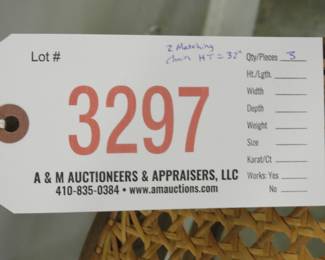 Lot #
2 Matching
chairs HT = 32"
Qty/Pieces 3
Ht./Lgth.
Width
Depth
Weight
Size
Karat/Ct
Works: Yes
No
3297
A & M AUCTIONEERS & APPRAISERS, LLC
410-835-0384 • www.amauctions.com